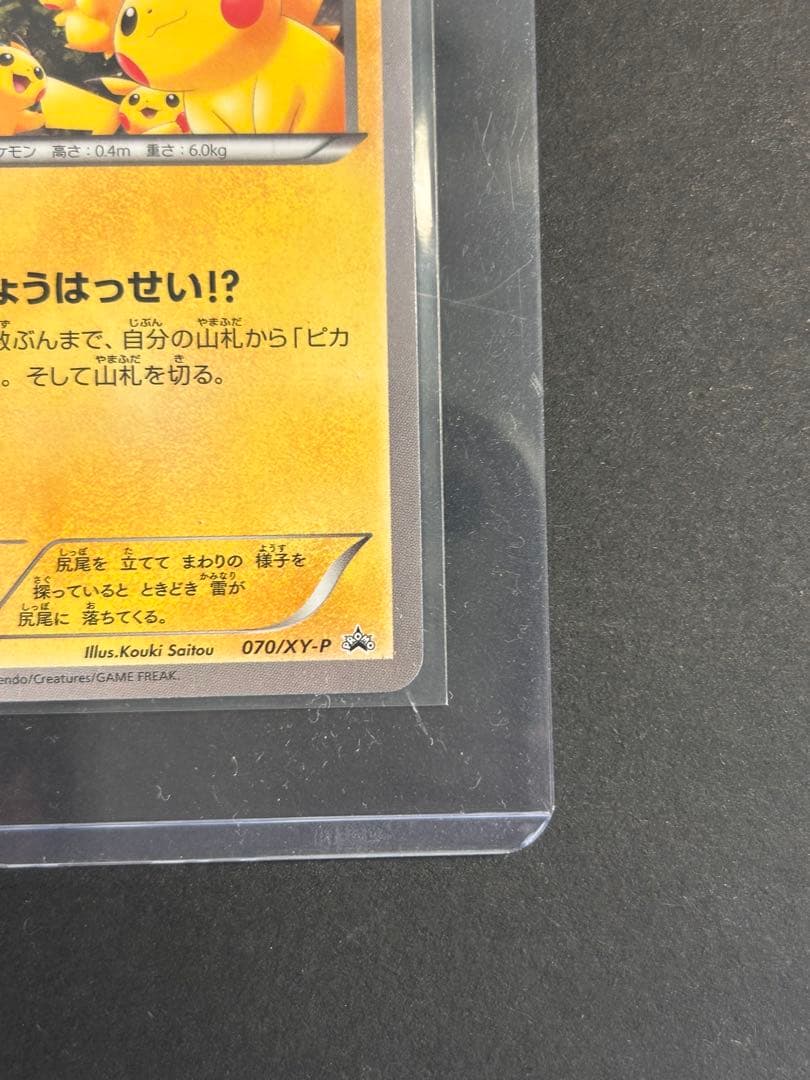 ケモン 高さ:0.4m 重さ:6.0kg
ょうはっせい!?
数ぶんまで、自分の山札から「ピカ
。そして山札を切る。
尻尾を 立てて まわりの 様子を
探っていると ときどき 雷が
尻尾に 落ちてくる。
Illus.Kouki Saitou 070/XY-P PROMO
endo/Creatures/GAME FREAK.